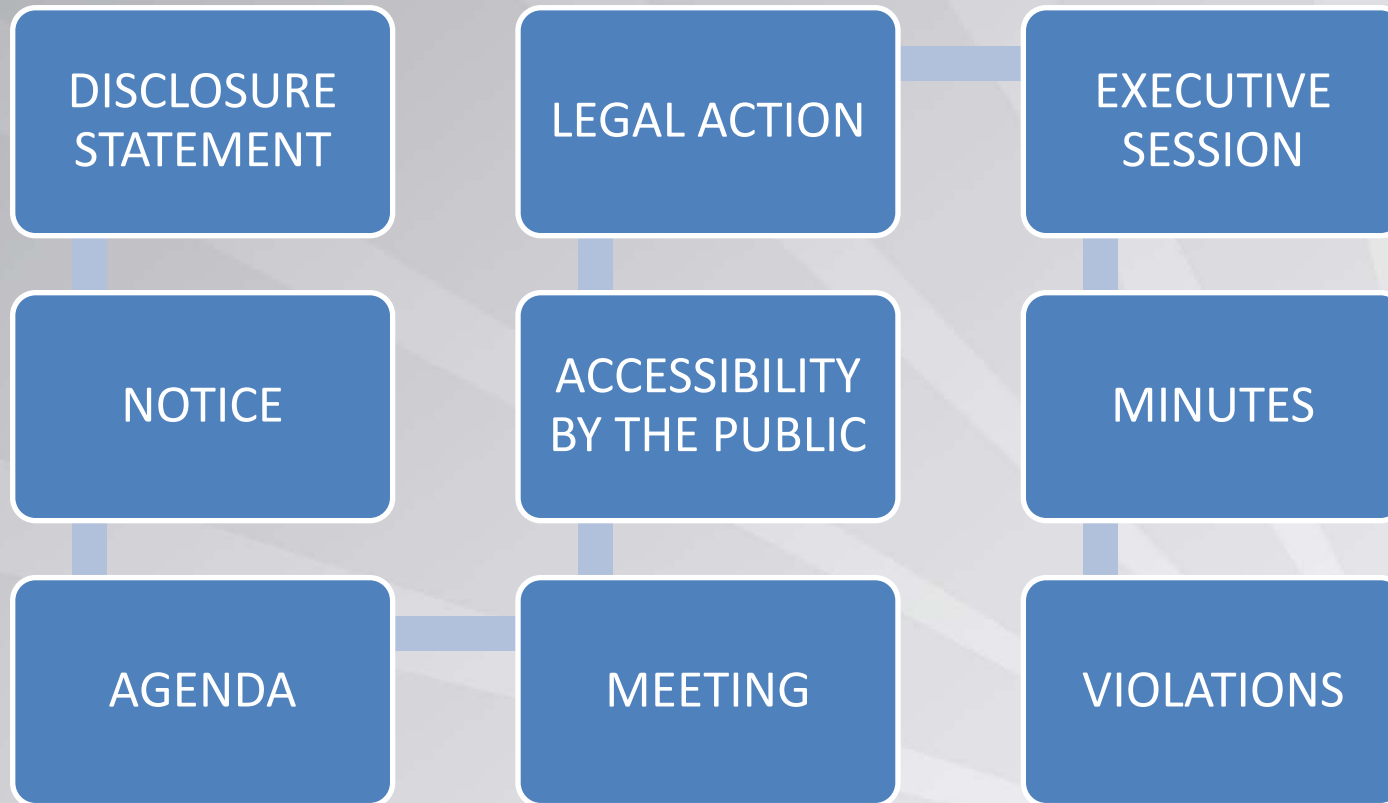 DISCLOSURE
STATEMENT
NOTICE
AGENDA
MEETING
ACCESSIBILITY
BY THE PUBLIC
LEGAL ACTION
EXECUTIVE
SESSION
MINUTES
VIOLATIONS